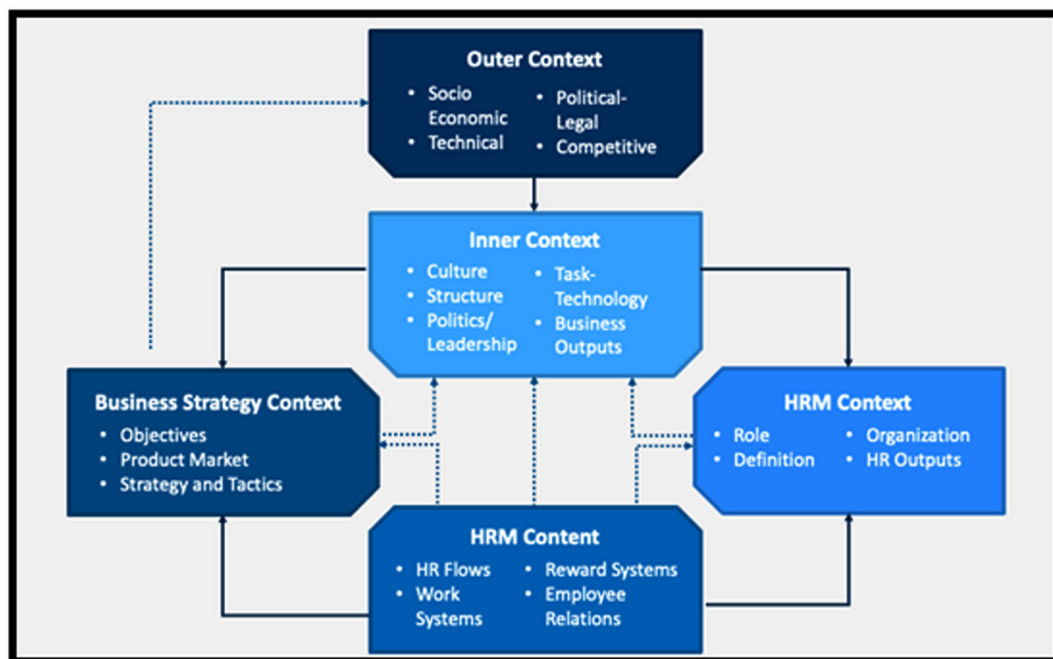 Outer Context
• Socio
Economic
• Technical
• Political-
Legal
• Competitive
Inner Context
• Culture
• Structure
• Politics/
Leadership
• Task-
Technology
• Business
Outputs
Business Strategy Context
• Objectives
• Product Market
• Strategy and Tactics
HRM Context
• Role
• Definition
• Organization
• HR Outputs
HRM Content
• HR Flows
• Work
Systems
• Reward Systems
• Employee
Relations